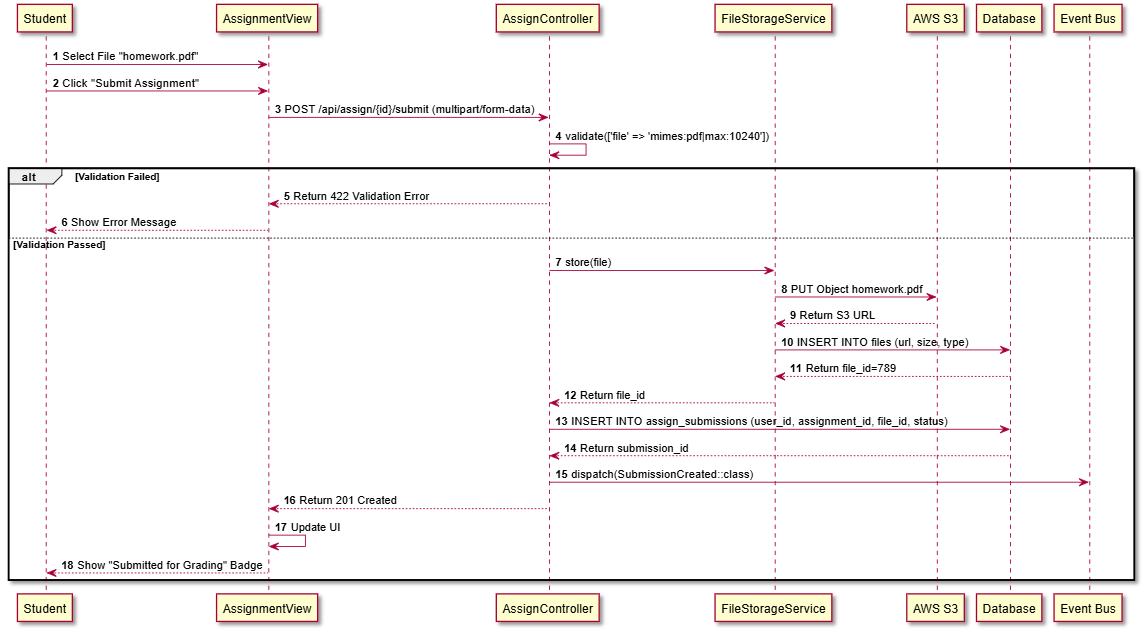 Student AssignmentView AssignController FileStorageService AWS S3 Database Event Bus
1 Select File "homework.pdf"
2 Click "Submit Assignment"
3 POST /api/assign/{id}/submit (multipart/form-data)
4 validate(['file' => 'mimes:pdf|max:10240'])
alt [Validation Failed]
5 Return 422 Validation Error
6 Show Error Message
[Validation Passed]
7 store(file)
8 PUT Object homework.pdf
9 Return S3 URL
10 INSERT INTO files (url, size, type)
11 Return file_id=789
12 Return file_id
13 INSERT INTO assign_submissions (user_id, assignment_id, file_id, status)
14 Return submission_id
15 dispatch(SubmissionCreated::class)
16 Return 201 Created
17 Update UI
18 Show "Submitted for Grading" Badge
Student AssignmentView AssignController FileStorageService AWS S3 Database Event Bus